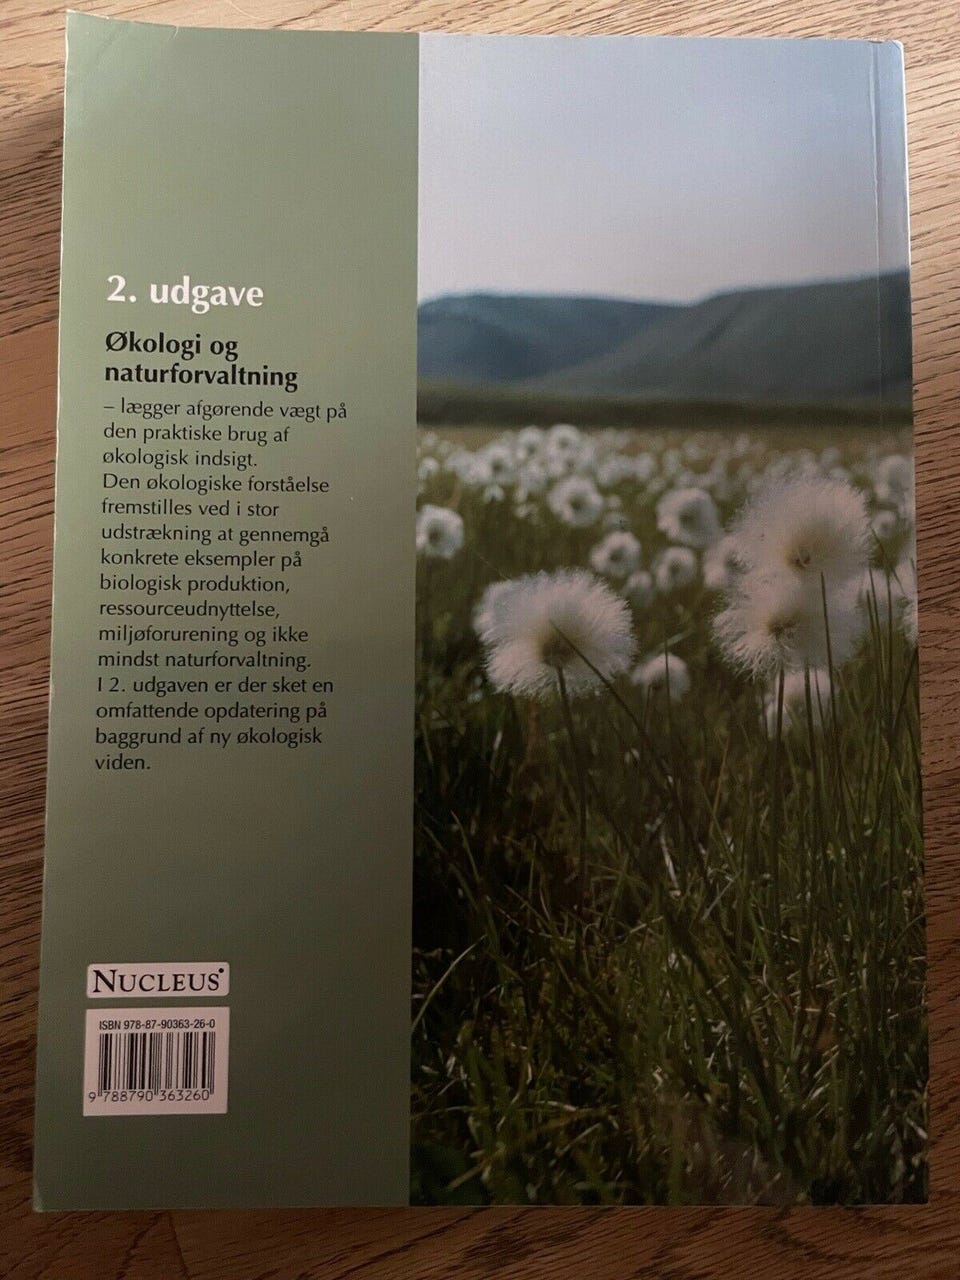 2. udgave
Økologi og
naturforvaltning
– lægger afgørende vægt på
den praktiske brug af
økologisk indsigt.
Den økologiske forståelse
fremstilles ved i stor
udstrækning at gennemgå
konkrete eksempler på
biologisk produktion,
ressourceudnyttelse,
miljøforurening og ikke
mindst naturforvaltning.
I 2. udgaven er der sket en
omfattende opdatering på
baggrund af ny økologisk
viden.
NUCLEUS
ISBN 978-87-90363-26-0
9 788790 363260